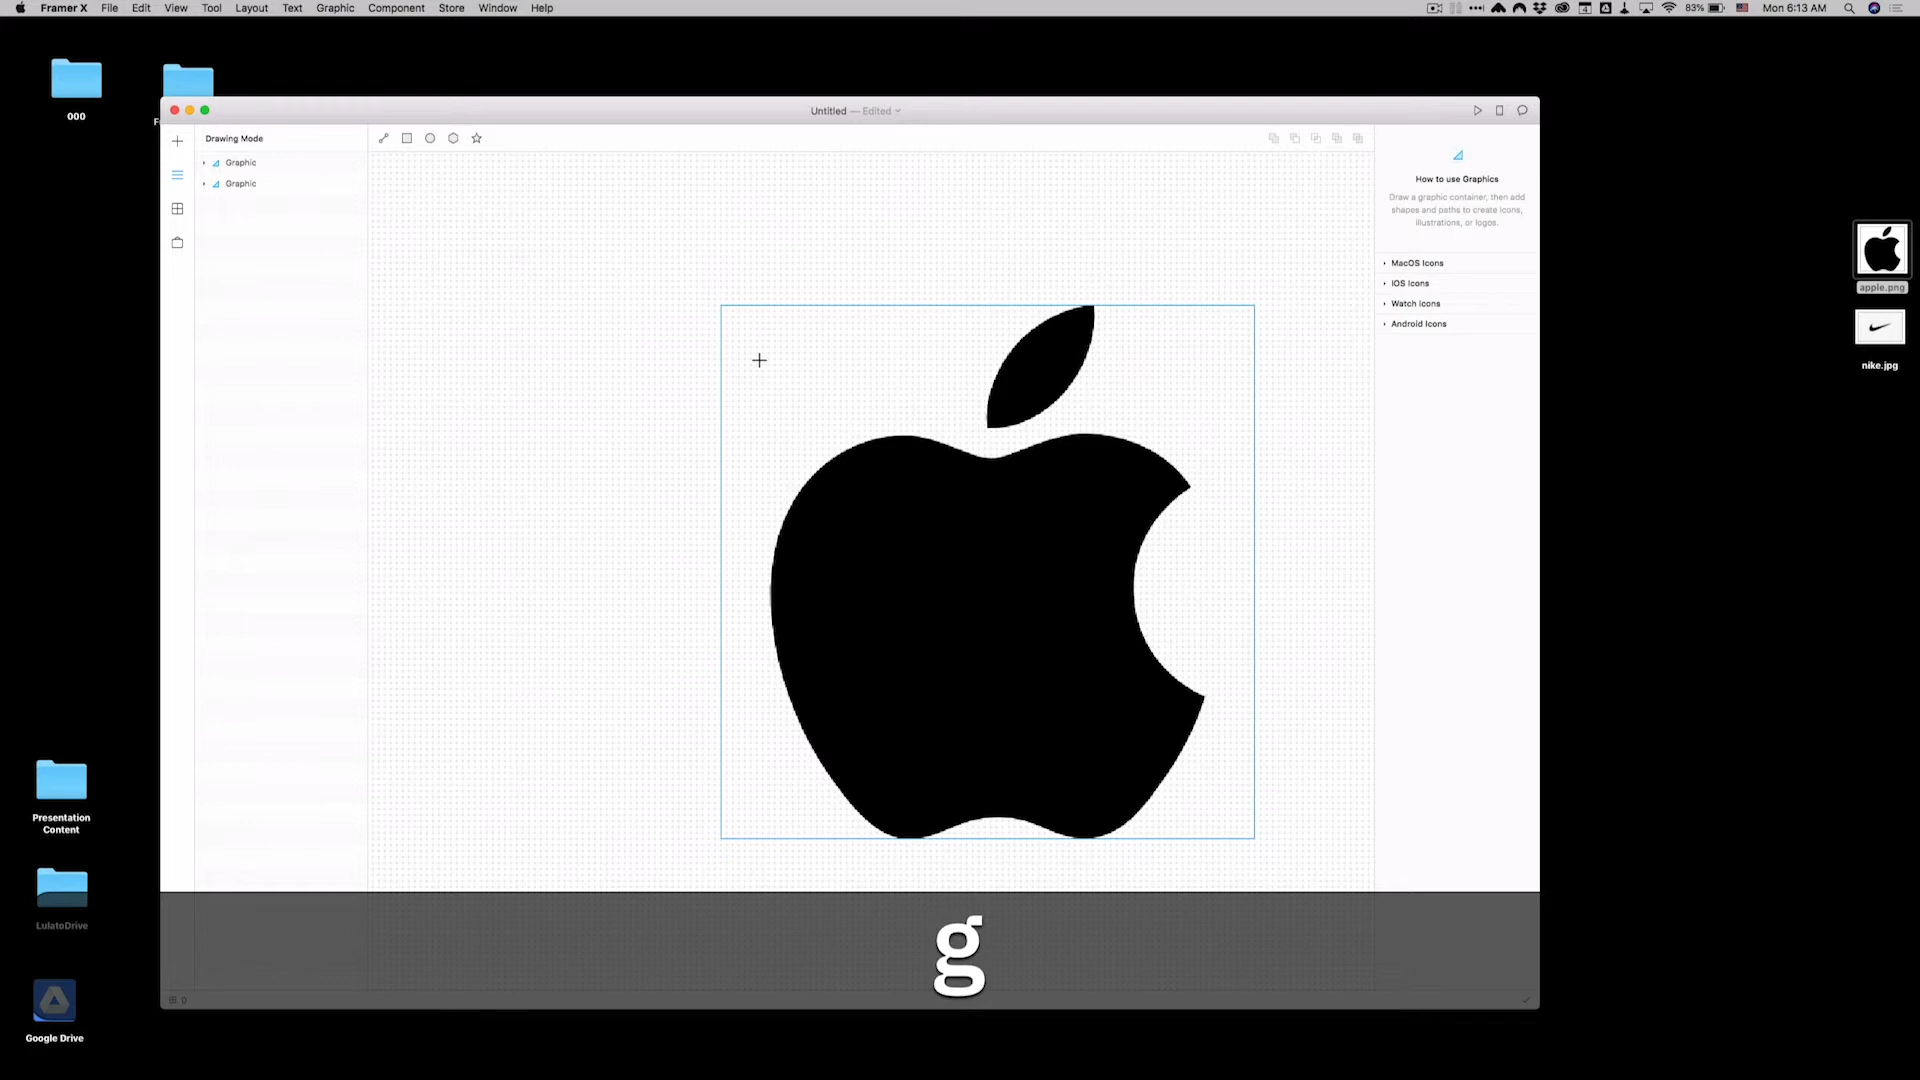 Framer X File Edit View Tool Layout Text Graphic Component Store Window Help
83% Mon 6:13 AM
000
Untitled — Edited
Drawing Mode
Graphic
Graphic
How to use Graphics
Draw a graphic container, then add
shapes and paths to create icons,
illustrations, or logos.
MacOS Icons
IOS Icons
Watch Icons
Android Icons
apple.png
nike.jpg
Presentation
Content
LulatoDrive
Google Drive
g
0